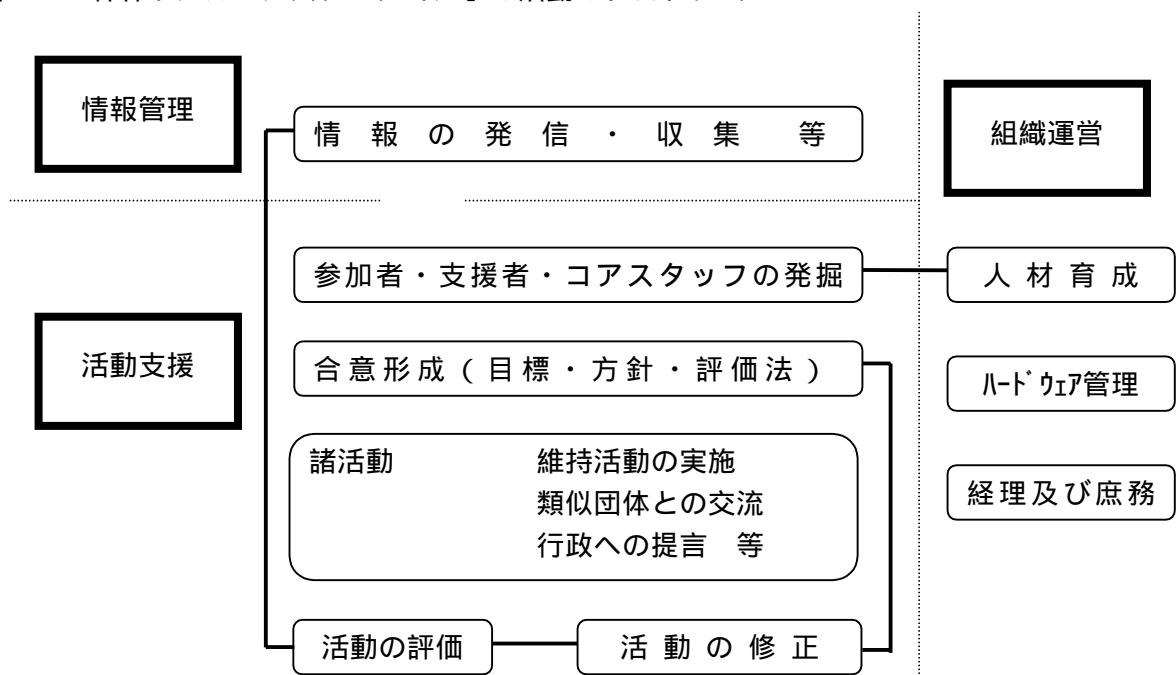 情報管理
情報の発信・収集 等
組織運営
参加者・支援者・コアスタッフの発掘
人材育成
活動支援
合意形成(目標・方針・評価法)
ﾊｰﾄﾞｳｪｱ管理
諸活動 維持活動の実施
類似団体との交流
行政への提言 等
経理及び庶務
活動の評価
活動の修正